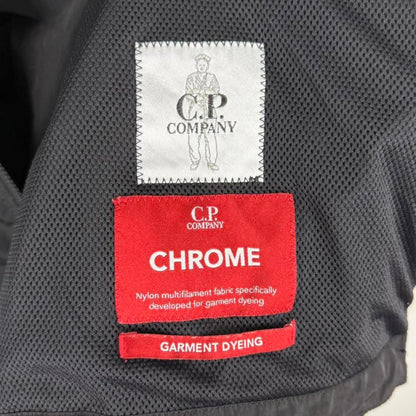 C.P.
COMPANY
C.P.
COMPANY
CHROME
Nylon multifilament fabric specifically
developed for garment dyeing
GARMENT DYEING